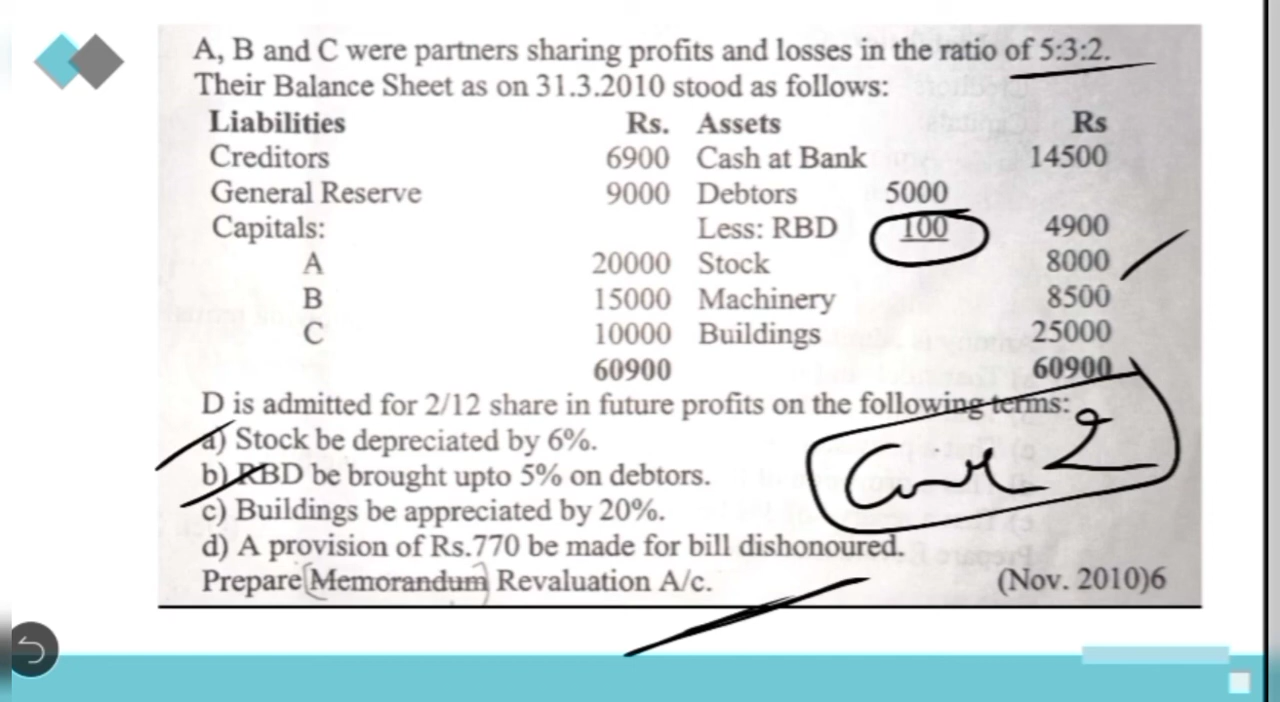 A, B and C were partners sharing profits and losses in the ratio of 5:3:2.
Their Balance Sheet as on 31.3.2010 stood as follows:
Liabilities Rs. Assets Rs
Creditors 6900 Cash at Bank 14500
General Reserve 9000 Debtors 5000
Capitals: Less: RBD 100 4900
A 20000 Stock 8000
B 15000 Machinery 8500
C 10000 Buildings 25000
60900 60900
D is admitted for 2/12 share in future profits on the following terms:
a) Stock be depreciated by 6%.
b) RBD be brought upto 5% on debtors.
c) Buildings be appreciated by 20%.
d) A provision of Rs.770 be made for bill dishonoured.
Prepare Memorandum Revaluation A/c. (Nov. 2010)6